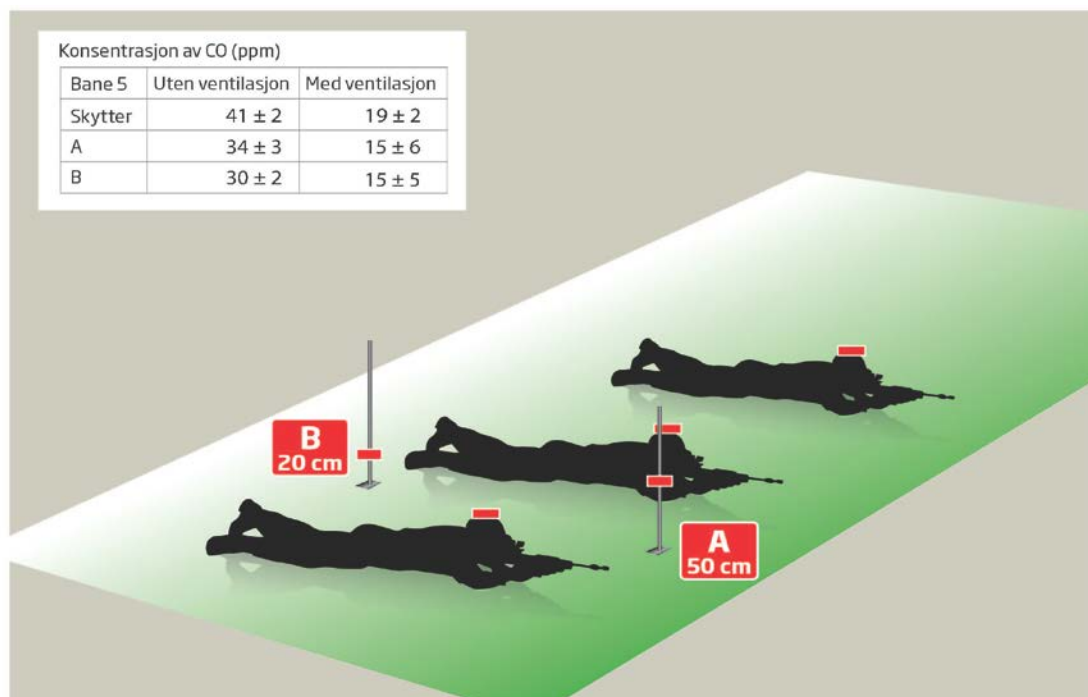 Konsentrasjon av CO (ppm)
Bane 5 Uten ventilasjon Med ventilasjon
Skytter 41 ± 2 19 ± 2
A 34 ± 3 15 ± 6
B 30 ± 2 15 ± 5
B
20 cm
A
50 cm